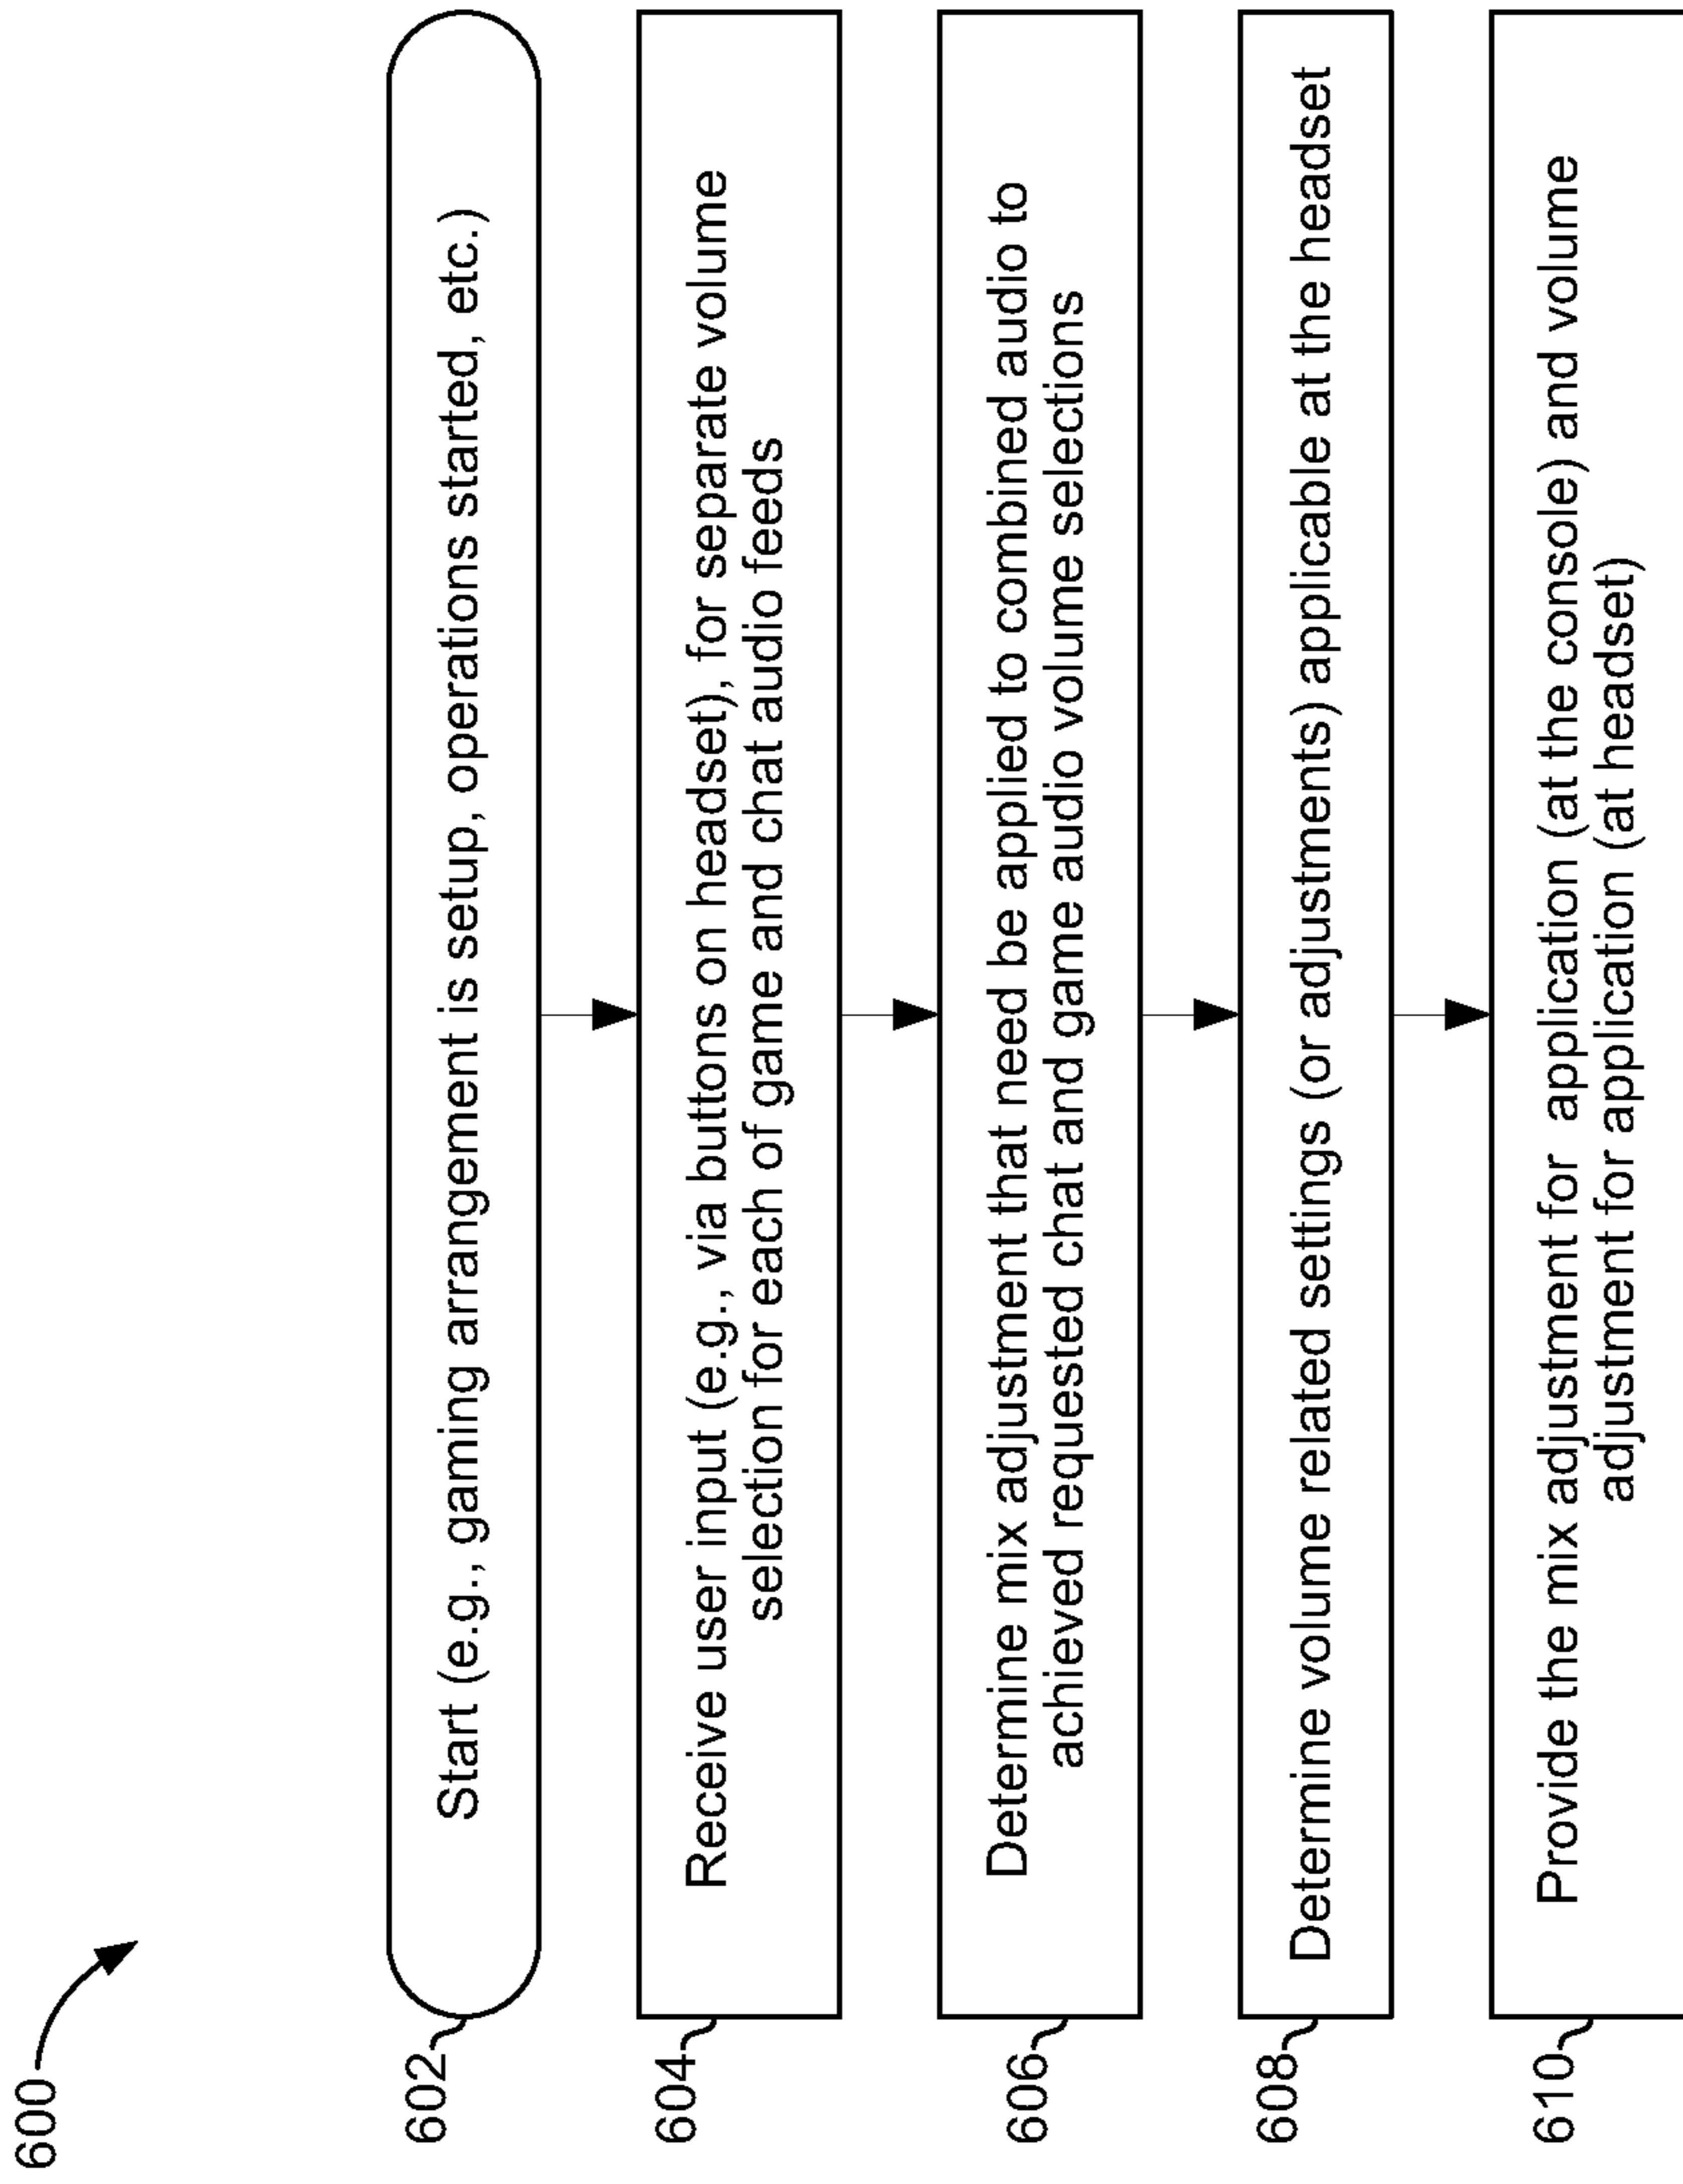 600
602
Start (e.g., gaming arrangement is setup, operations started, etc.)
604
Receive user input (e.g., via buttons on headset), for separate volume
selection for each of game and chat audio feeds
606
Determine mix adjustment that need be applied to combined audio to
achieved requested chat and game audio volume selections
608
Determine volume related settings (or adjustments) applicable at the headset
610
Provide the mix adjustment for application (at the console) and volume
adjustment for application (at headset)